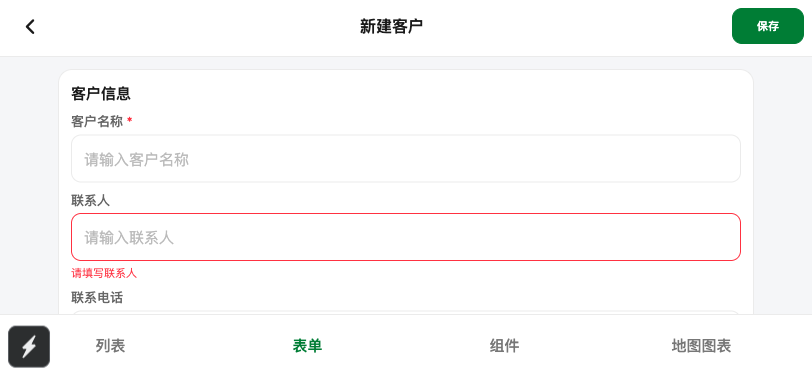 新建客户
保存
客户信息
客户名称 *
请输入客户名称
联系人
请输入联系人
请填写联系人
联系电话
列表
表单
组件
地图图表